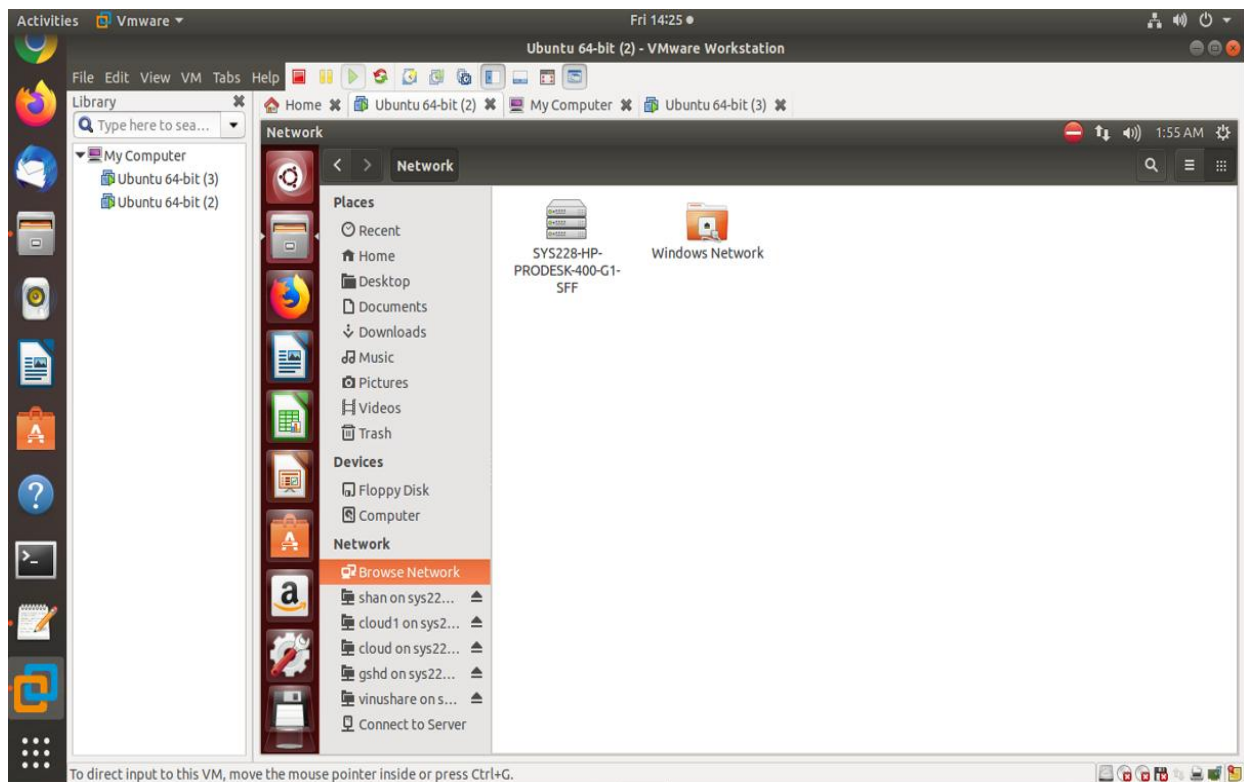 Activities Vmware Fri 14:25
Ubuntu 64-bit (2) - VMware Workstation
File Edit View VM Tabs Help
Library
Home Ubuntu 64-bit (2) My Computer Ubuntu 64-bit (3)
Type here to sea...
My Computer
Ubuntu 64-bit (3)
Ubuntu 64-bit (2)
Network 1:55 AM
Network
Places
Recent
Home
Desktop
Documents
Downloads
Music
Pictures
Videos
Trash
Devices
Floppy Disk
Computer
Network
Browse Network
shan on sys22...
cloud1 on sys2...
cloud on sys22...
gshd on sys22...
vinushare on s...
Connect to Server
SYS228-HP-
PRODESK-400-G1-
SFF
Windows Network
To direct input to this VM, move the mouse pointer inside or press Ctrl+G.